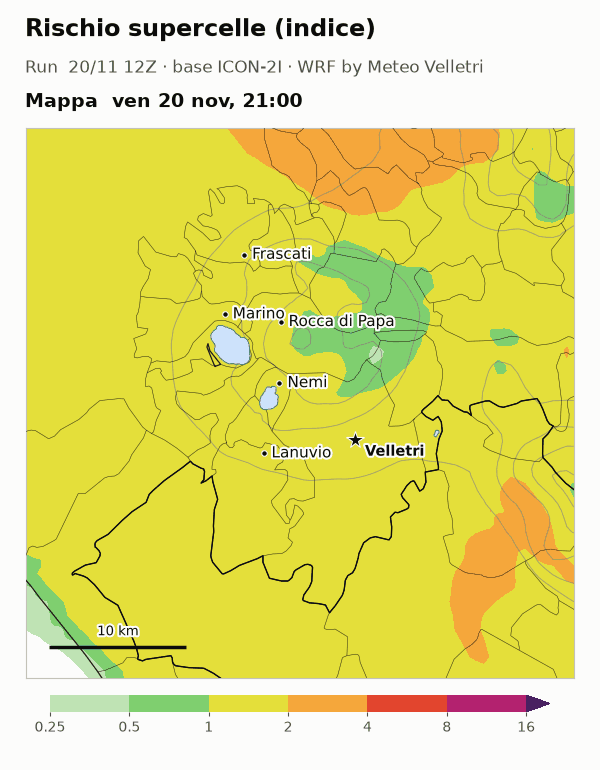 Rischio supercelle (indice)
Run  20/11 12Z · base ICON-2I · WRF by Meteo Velletri
Mappa  ven 20 nov, 21:00
Frascati
Marino
Rocca di Papa
Nemi
Velletri
Lanuvio
10 km
0.25 0.5 1 2 4 8 16